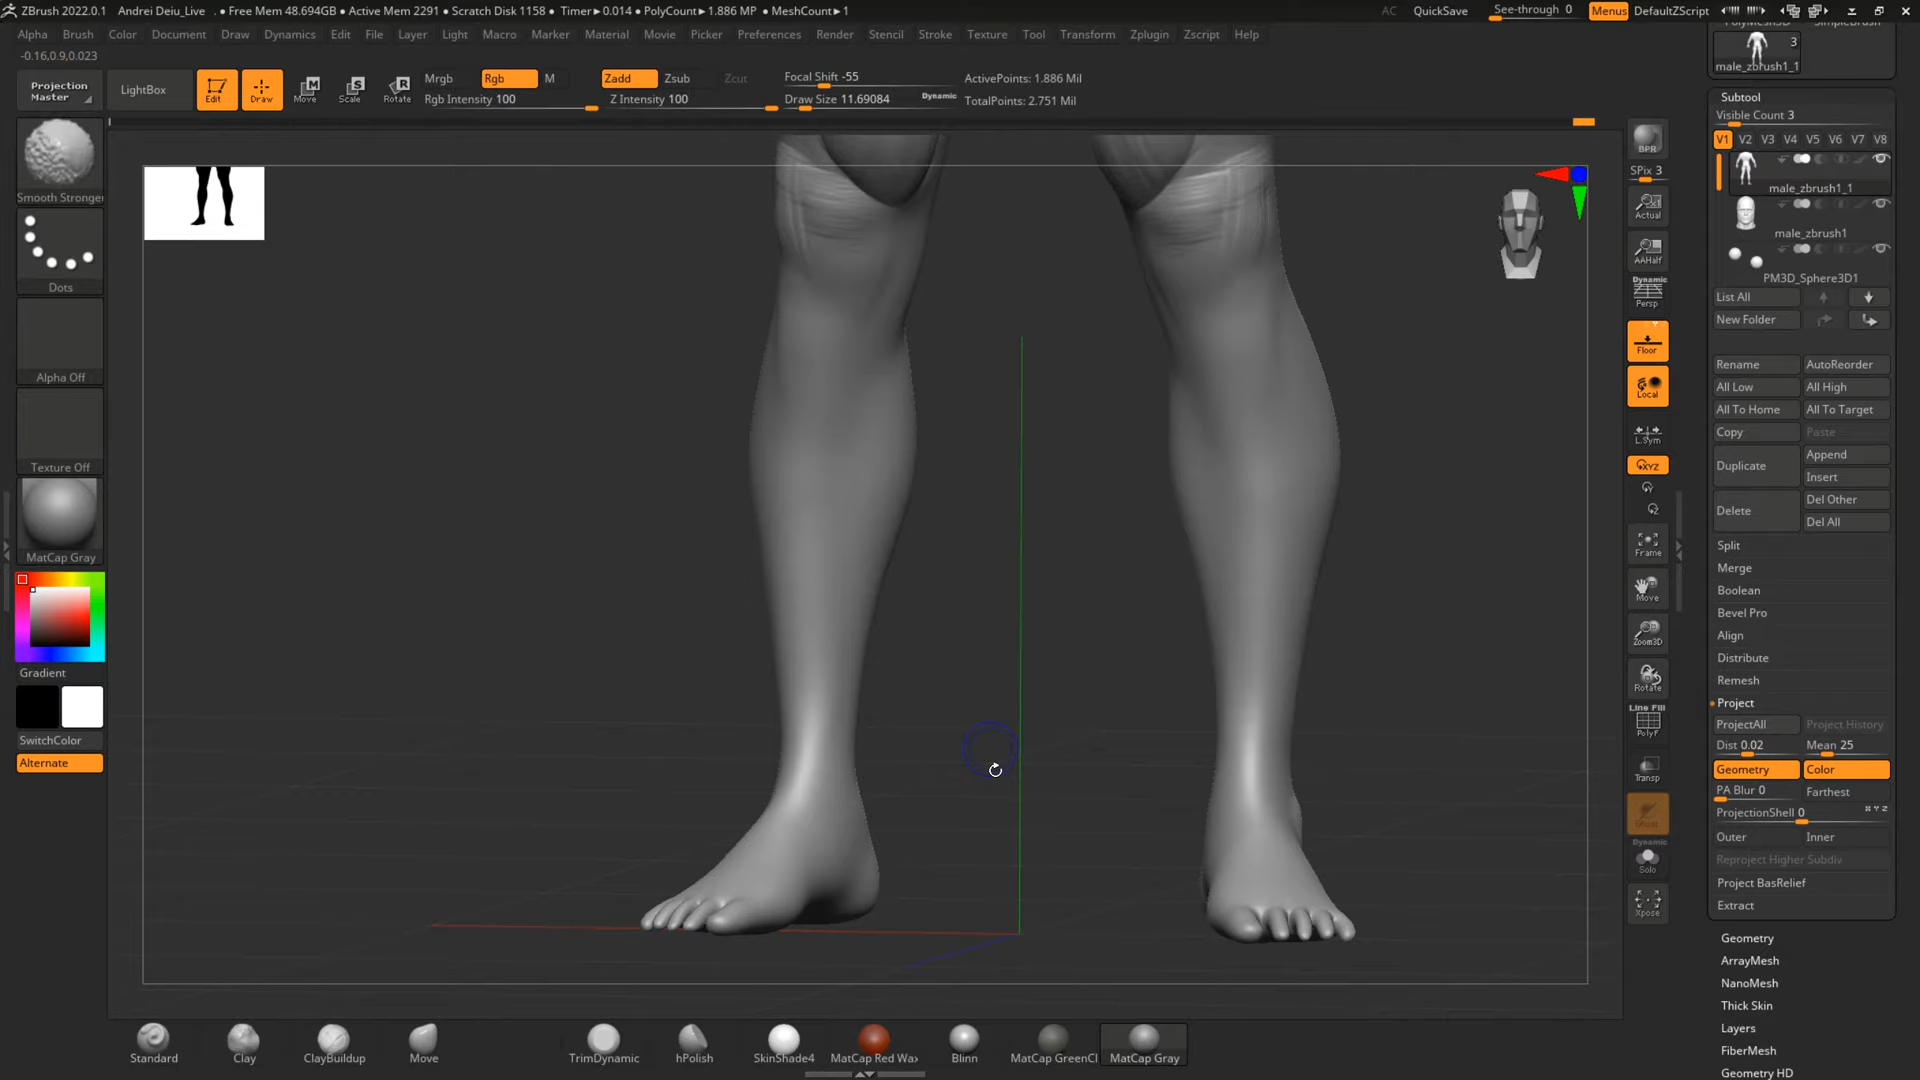 ZBrush 2022.0.1 Andrei Deiu_Live . • Free Mem 48.694GB • Active Mem 2291 • Scratch Disk 1158 • Timer▸0.014 • PolyCount▸1.886 MP • MeshCount▸1 AC QuickSave See-through 0 Menus DefaultZScript
Alpha Brush Color Document Draw Dynamics Edit File Layer Light Macro Marker Material Movie Picker Preferences Render Stencil Stroke Texture Tool Transform Zplugin Zscript Help
-0.16,0.9,0.023
Projection Master
LightBox
Edit
Draw
Move
Scale
Rotate
Mrgb Rgb M
Rgb Intensity 100
Zadd Zsub Zcut
Z Intensity 100
Focal Shift -55
Draw Size 11.69084 Dynamic
ActivePoints: 1.886 Mil
TotalPoints: 2.751 Mil
Smooth Stronger
Dots
Alpha Off
Texture Off
MatCap Gray
Gradient
SwitchColor
Alternate
BPR
SPix 3
Actual
AAHalf
Dynamic
Persp
Floor
Local
L.Sym
XYZ
Y
Z
Frame
Move
Zoom3D
Rotate
Line Fill
PolyF
Transp
Dynamic
Solo
Xpose
3
male_zbrush1_1
Subtool
Visible Count 3
V1 V2 V3 V4 V5 V6 V7 V8
male_zbrush1_1
male_zbrush1
PM3D_Sphere3D1
List All
New Folder
Rename AutoReorder
All Low All High
All To Home All To Target
Copy Paste
Duplicate Append
Insert
Delete Del Other
Del All
Split
Merge
Boolean
Bevel Pro
Align
Distribute
Remesh
Project
ProjectAll Project History
Dist 0.02 Mean 25
Geometry Color
PA Blur 0 Farthest
ProjectionShell 0
Outer Inner
Reproject Higher Subdiv
Project BasRelief
Extract
Geometry
ArrayMesh
NanoMesh
Thick Skin
Layers
FiberMesh
Geometry HD
Standard Clay ClayBuildup Move TrimDynamic hPolish SkinShade4 MatCap Red Wax Blinn MatCap GreenCl MatCap Gray